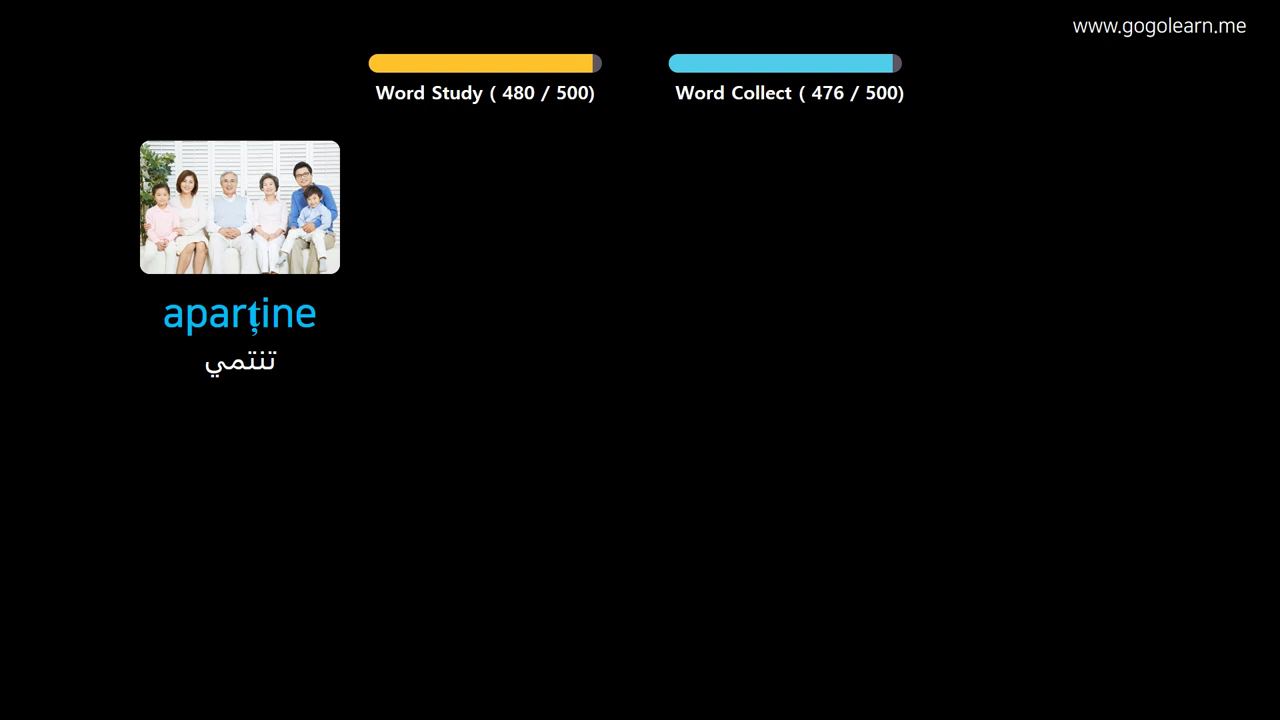 www.gogolearn.me
Word Study ( 480 / 500)
Word Collect ( 476 / 500)
aparține
تنتمي